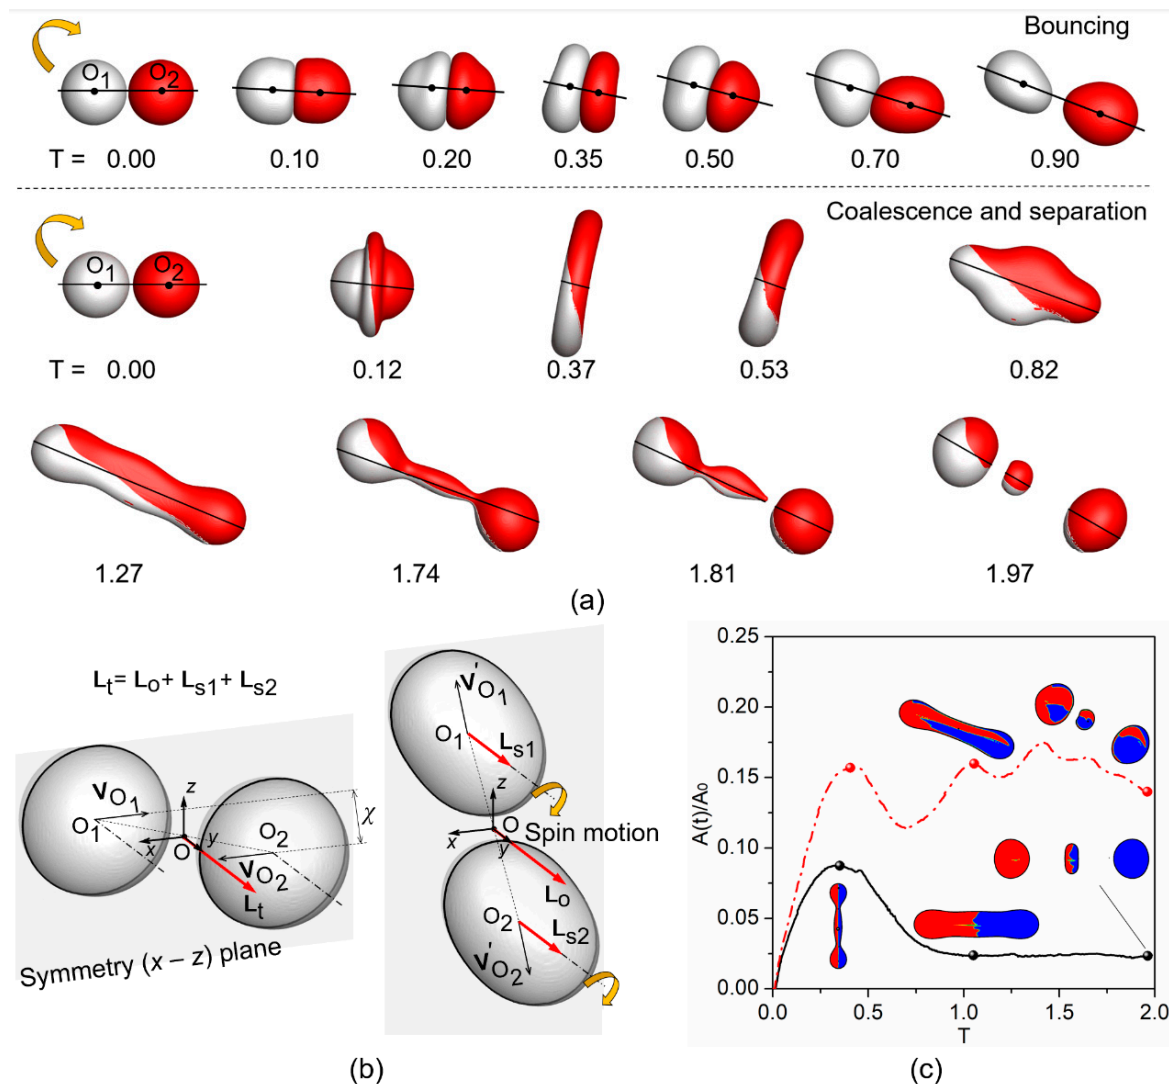 Bouncing
O1 O2
T = 0.00 0.10 0.20 0.35 0.50 0.70 0.90
Coalescence and separation
O1 O2
T = 0.00 0.12 0.37 0.53 0.82
1.27 1.74 1.81 1.97
(a)
Lt= Lo+ Ls1+ Ls2
VO1
O1
z
x
O
y
O2
VO2
χ
Lt
Symmetry (x – z) plane
V'O1
O1
Ls1
z
O
Spin motion
x
y
Lo
O2
Ls2
V'O2
(b)
A(t)/A₀
0.25
0.20
0.15
0.10
0.05
0.00
0.0 0.5 1.0 1.5 2.0
T
(c)